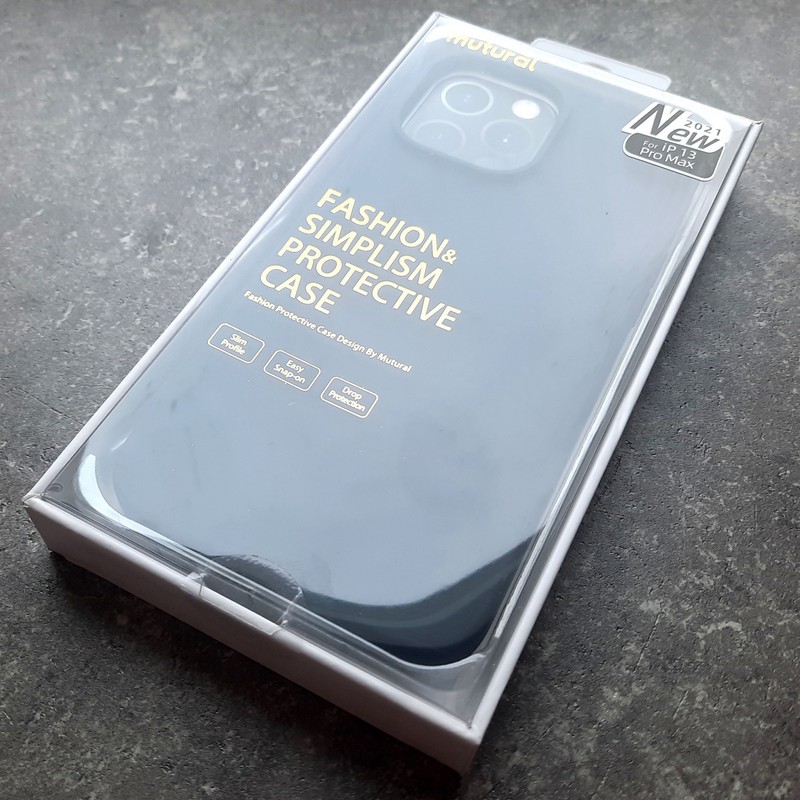 mutural
2021
New
For IP 13
Pro Max
FASHION&
SIMPLISM
PROTECTIVE
CASE
Fashion Protective Case Design By Mutural
Slim
Profile
Easy
Snap-on
Drop
Protection